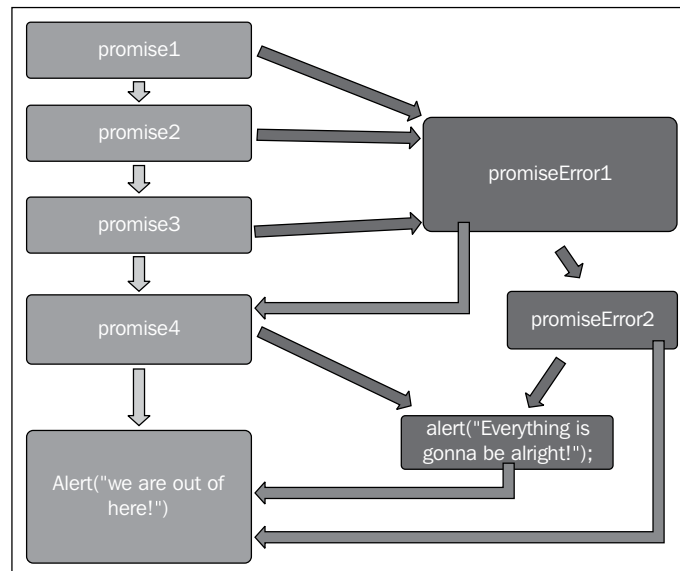 promise1
promise2
promiseError1
promise3
promise4
promiseError2
alert("Everything is
gonna be alright!");
Alert("we are out of
here!")